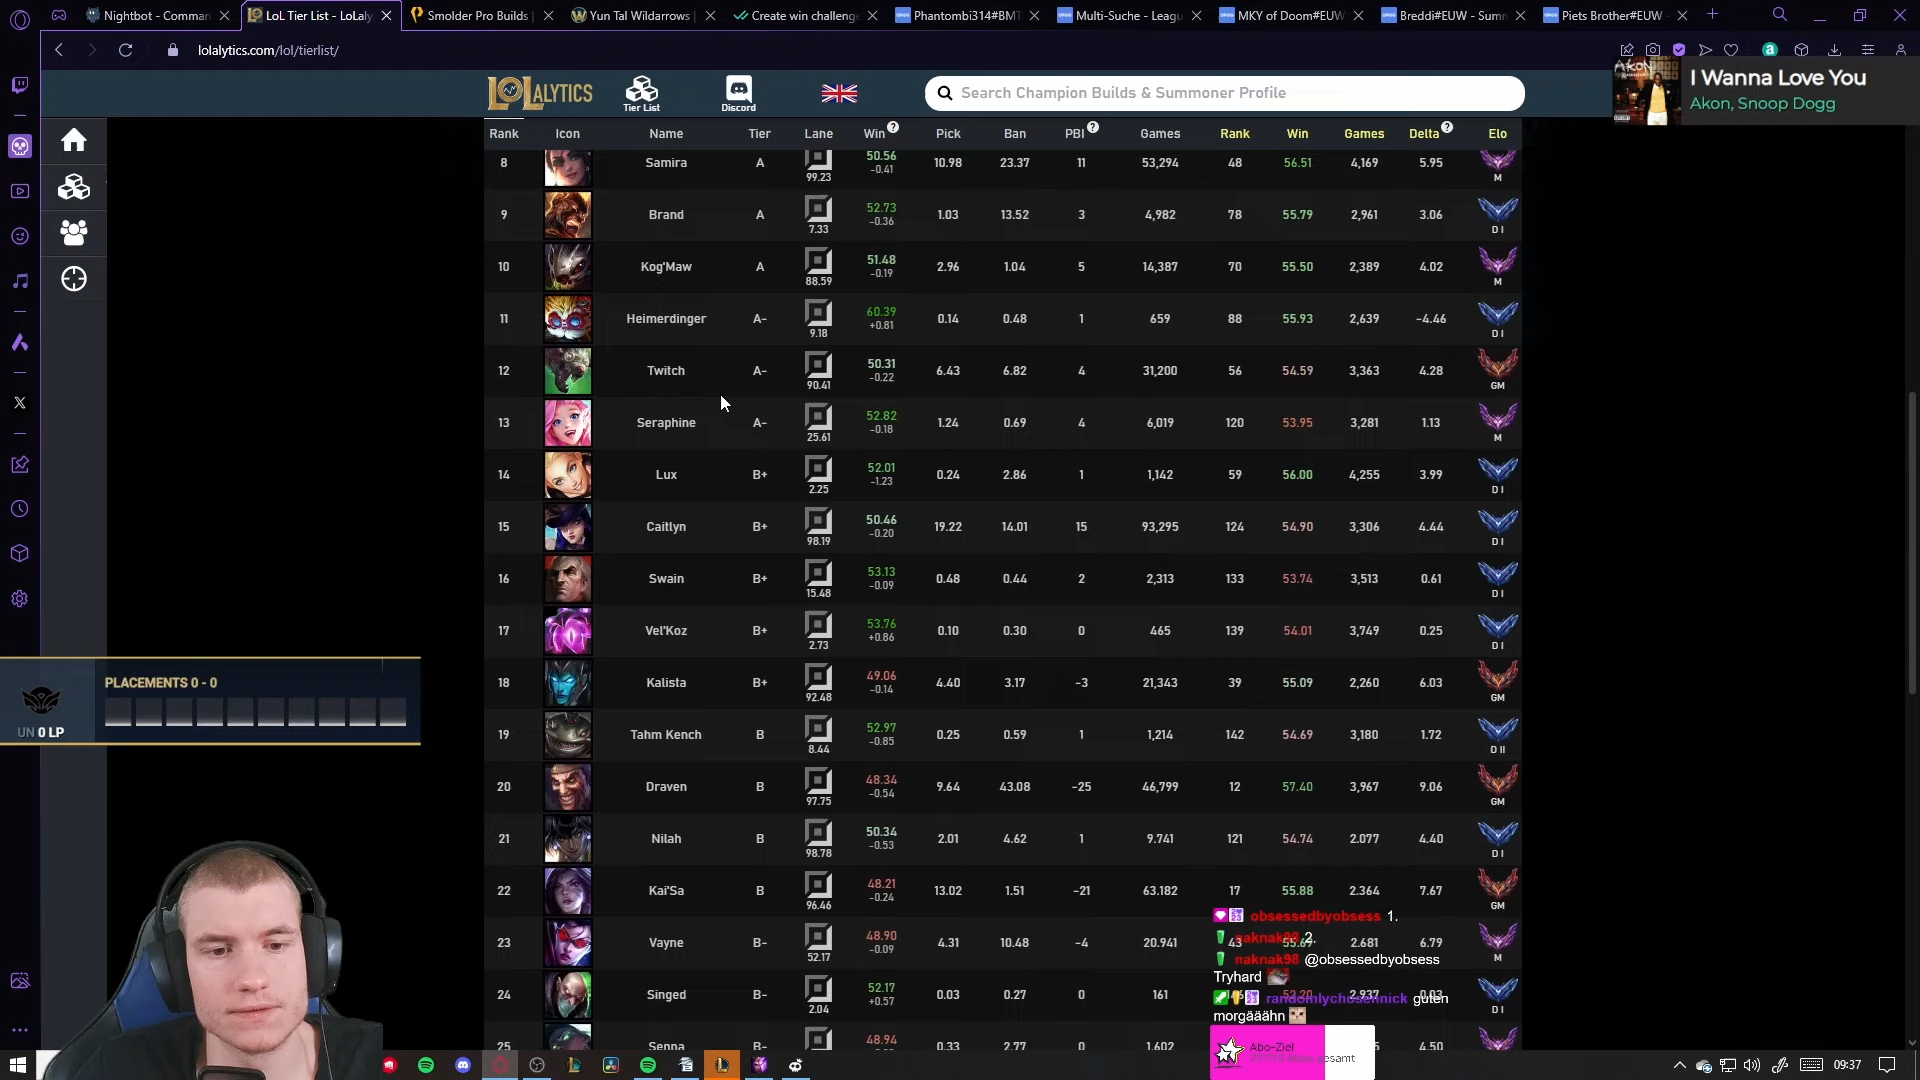 Nightbot - Comman
LoL Tier List - LoLaly
Smolder Pro Builds
Yun Tal Wildarrows
Create win challenge
Phantombi314#BMT
Multi-Suche - Leagu
MKY of Doom#EUW
Breddi#EUW - Sum
Piets Brother#EUW
lolalytics.com/lol/tierlist/
LOLALYTICS
Tier List
Discord
Search Champion Builds & Summoner Profile
I Wanna Love You
Akon, Snoop Dogg
Rank Icon Name Tier Lane Win Pick Ban PBI Games Rank Win Games Delta Elo
8 Samira A 99.23 50.56 -0.41 10.98 23.37 11 53,294 48 56.51 4,169 5.95 M
9 Brand A 7.33 52.73 -0.36 1.03 13.52 3 4,982 78 55.79 2,961 3.06 D I
10 Kog'Maw A 88.59 51.48 -0.19 2.96 1.04 5 14,387 70 55.50 2,389 4.02 M
11 Heimerdinger A- 9.18 60.39 +0.81 0.14 0.48 1 659 88 55.93 2,639 -4.46 D I
12 Twitch A- 90.41 50.31 -0.22 6.43 6.82 4 31,200 56 54.59 3,363 4.28 GM
13 Seraphine A- 25.61 52.82 -0.18 1.24 0.69 4 6,019 120 53.95 3,281 1.13 M
14 Lux B+ 2.25 52.01 -1.23 0.24 2.86 1 1,142 59 56.00 4,255 3.99 D I
15 Caitlyn B+ 98.19 50.46 -0.20 19.22 14.01 15 93,295 124 54.90 3,306 4.44 D I
16 Swain B+ 15.48 53.13 -0.09 0.48 0.44 2 2,313 133 53.74 3,513 0.61 D I
17 Vel'Koz B+ 2.73 53.76 +0.86 0.10 0.30 0 465 139 54.01 3,749 0.25 D I
18 Kalista B+ 92.48 49.06 -0.14 4.40 3.17 -3 21,343 39 55.09 2,260 6.03 GM
19 Tahm Kench B 8.44 52.97 -0.85 0.25 0.59 1 1,214 142 54.69 3,180 1.72 D II
20 Draven B 97.75 48.34 -0.54 9.64 43.08 -25 46,799 12 57.40 3,967 9.06 GM
21 Nilah B 98.78 50.34 -0.53 2.01 4.62 1 9,741 121 54.74 2,077 4.40 D I
22 Kai'Sa B 96.46 48.21 -0.24 13.02 1.51 -21 63,182 17 55.88 2,364 7.67 GM
23 Vayne B- 52.17 48.90 -0.09 4.31 10.48 -4 20,941 43 2,681 6.79 M
24 Singed B- 2.04 52.17 +0.57 0.03 0.27 0 161 2,937 D I
25 Senna B- 48.94 0.33 2.77 0 1,602 4.50
PLACEMENTS 0 - 0
UN 0 LP
obsessedbyobsess 1.
naknak98 2.
naknak98 @obsessedbyobsess
Tryhard
randomlychosennick guten
morgääähn
Abo-Ziel
09:37